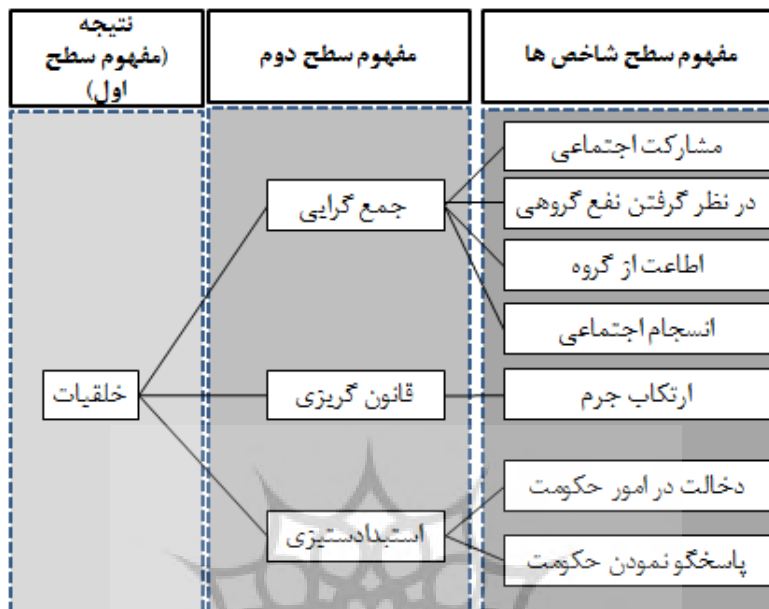 مفهوم سطح شاخص ها
مفهوم سطح دوم
نتیجه
(مفهوم سطح
اول)
مشارکت اجتماعی
در نظر گرفتن نفع گروهی
اطاعت از گروه
انسجام اجتماعی
ارتکاب جرم
دخالت در امور حکومت
پاسخگو نمودن حکومت
جمع گرایی
قانون گریزی
استبدادستیزی
خلقیات